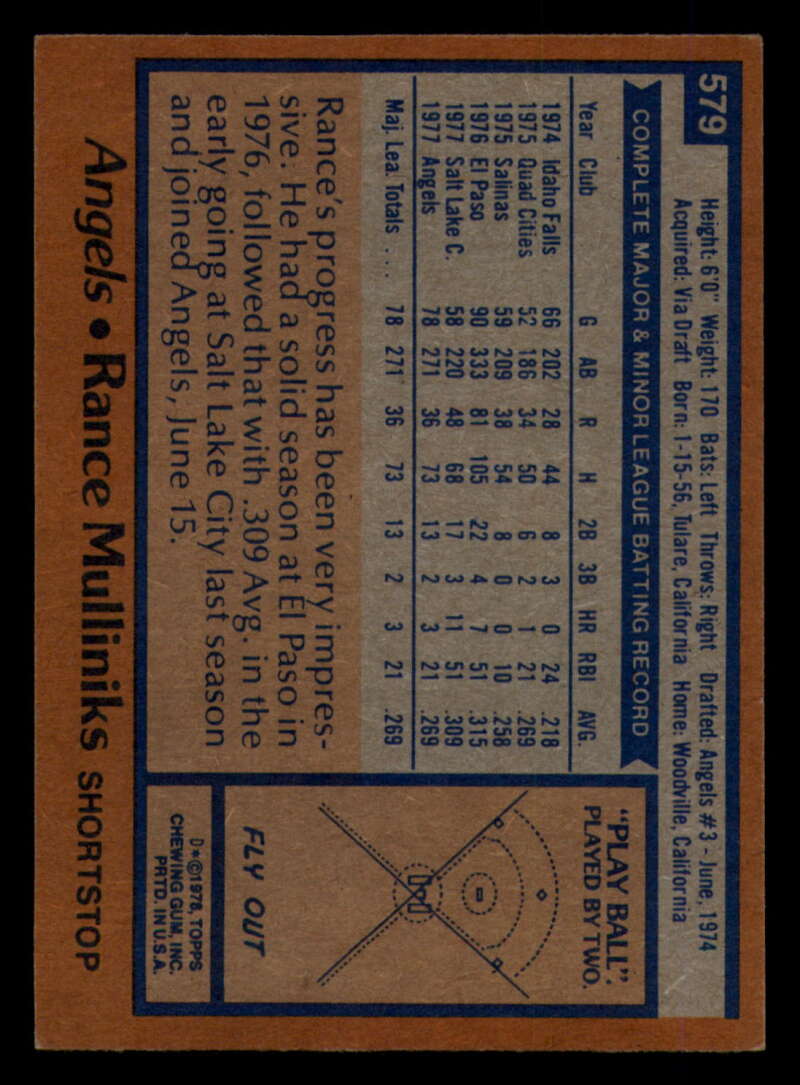 579
Height: 6'0" Weight: 170 Bats: Left Throws: Right Drafted: Angels #3 - June, 1974
Acquired: Via Draft Born: 1-15-56, Tulare, California Home: Woodville, California
COMPLETE MAJOR & MINOR LEAGUE BATTING RECORD
Year Club G AB R H 2B 3B HR RBI AVG.
1974 Idaho Falls 66 202 28 44 8 3 0 24 .218
1975 Quad Cities 52 186 34 50 6 2 1 21 .269
1975 Salinas 59 209 38 54 8 0 0 10 .258
1976 El Paso 90 333 81 105 22 4 7 51 .315
1977 Salt Lake C. 58 220 48 68 17 3 11 51 .309
1977 Angels 78 271 36 73 13 2 3 21 .269
Maj. Lea. Totals .... 78 271 36 73 13 2 3 21 .269
Rance's progress has been very impres-
sive. He had a solid season at El Paso in
1976, followed that with .309 Avg. in the
early going at Salt Lake City last season
and joined Angels, June 15.
"PLAY BALL".
PLAYED BY TWO.
FLY OUT
D*©1978, TOPPS
CHEWING GUM, INC.
PRTD. IN U.S.A.
Angels • Rance Mulliniks SHORTSTOP